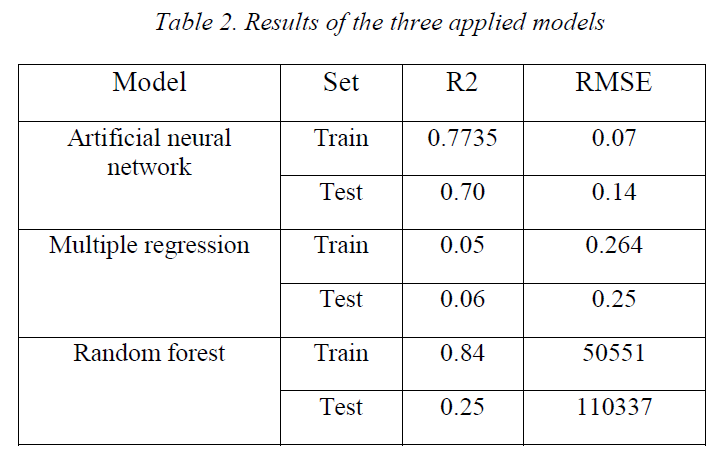 Table 2. Results of the three applied models
Model Set R2 RMSE
Artificial neural network Train 0.7735 0.07
Test 0.70 0.14
Multiple regression Train 0.05 0.264
Test 0.06 0.25
Random forest Train 0.84 50551
Test 0.25 110337